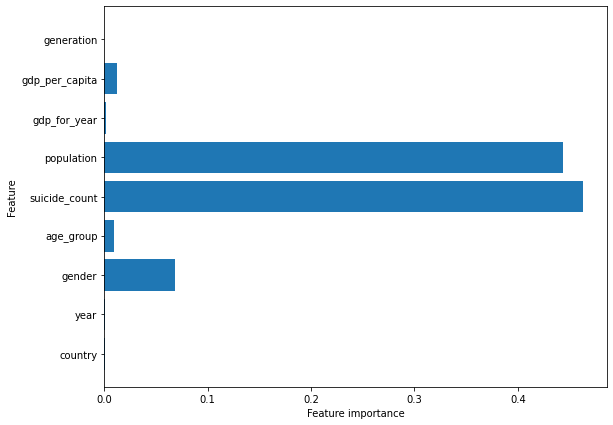 generation
gdp_per_capita
gdp_for_year
population
suicide_count
age_group
gender
year
country
Feature
0.0 0.1 0.2 0.3 0.4
Feature importance